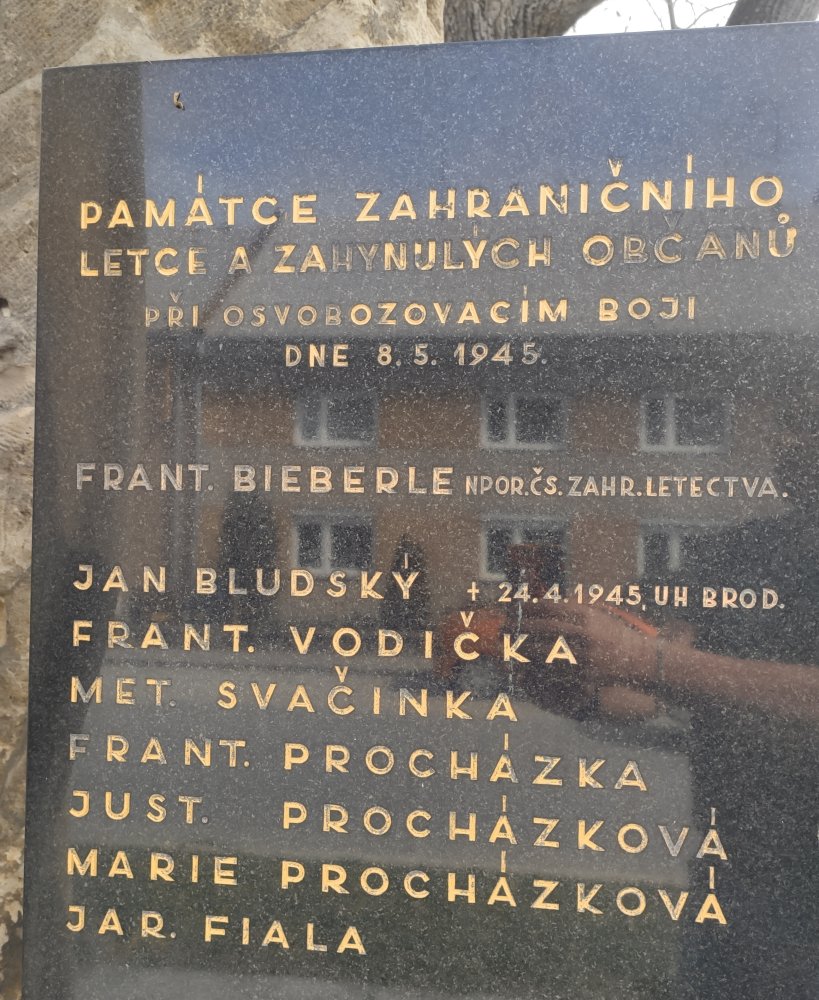 PAMÁTCE ZAHRANIČNÍHO
LETCE A ZAHYNULÝCH OBČANŮ
PŘI OSVOBOZOVACÍM BOJI
DNE 8.5.1945.
FRANT. BIEBERLE NPOR.ČS.ZAHR.LETECTVA.
JAN BLUDSKÝ + 24.4.1945, UH BROD.
FRANT. VODIČKA
MET. SVAČINKA
FRANT. PROCHÁZKA
JUST. PROCHÁZKOVÁ
MARIE PROCHÁZKOVÁ
JAR. FIALA